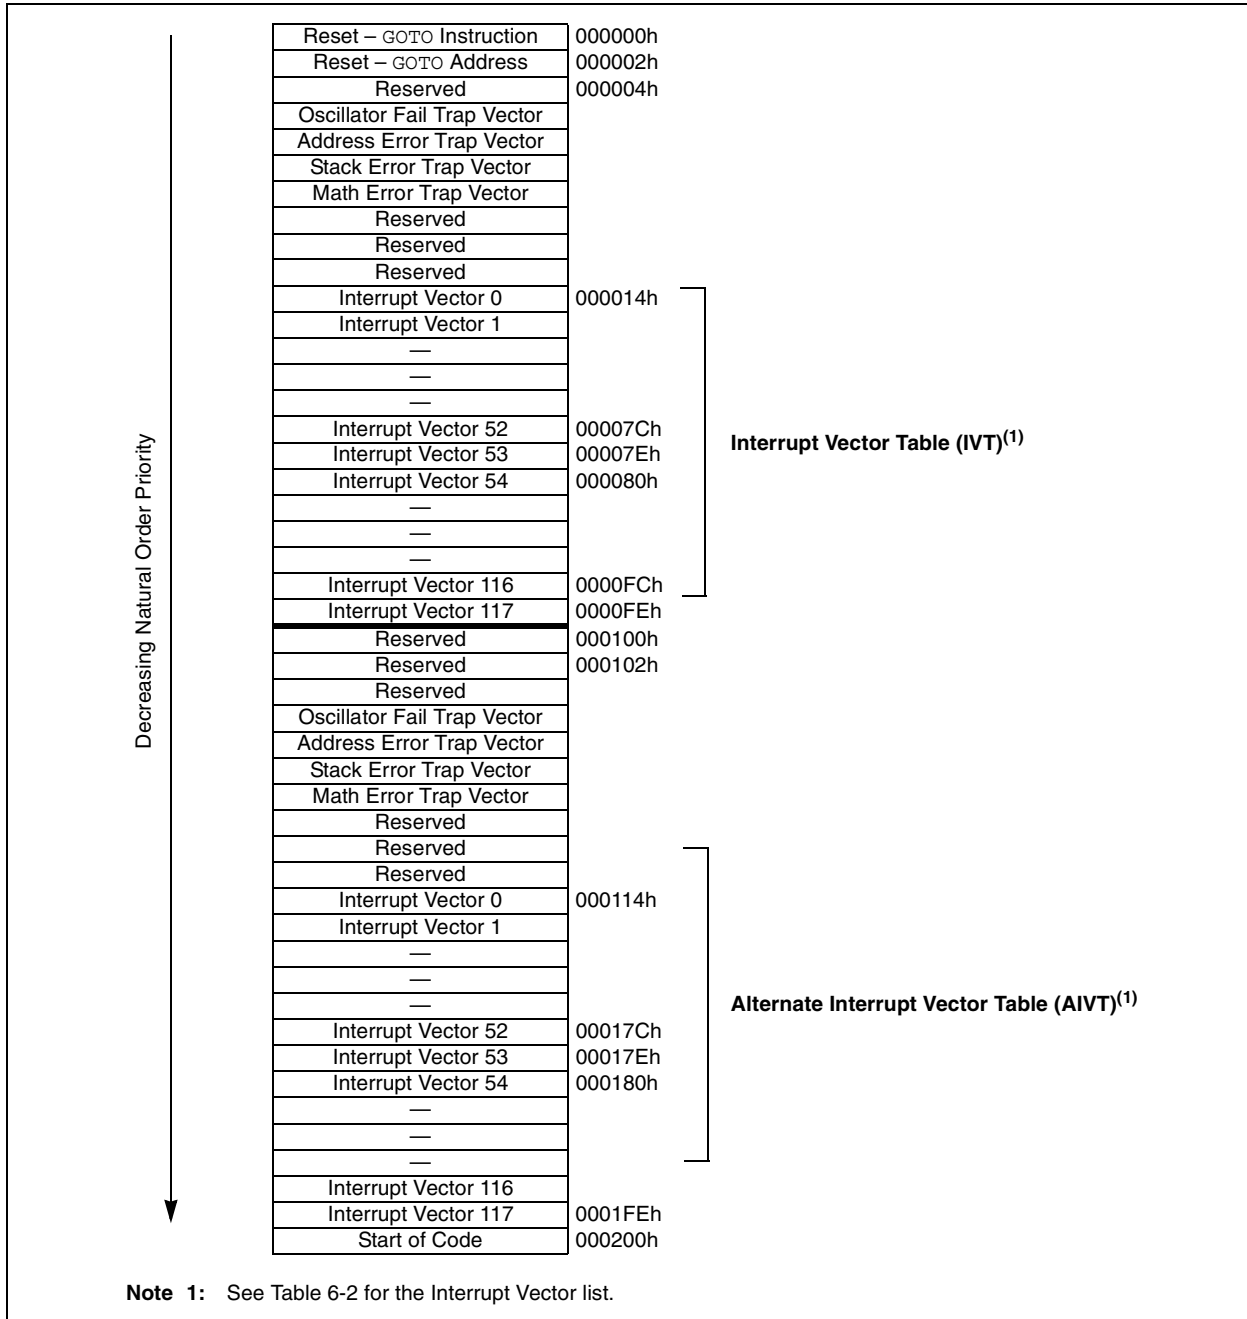 Reset – GOTO Instruction 000000h
Reset – GOTO Address 000002h
Reserved 000004h
Oscillator Fail Trap Vector
Address Error Trap Vector
Stack Error Trap Vector
Math Error Trap Vector
Reserved
Reserved
Reserved
Interrupt Vector 0 000014h
Interrupt Vector 1
—
—
—
Interrupt Vector 52 00007Ch
Interrupt Vector 53 00007Eh
Interrupt Vector 54 000080h
—
—
—
Interrupt Vector 116 0000FCh
Interrupt Vector 117 0000FEh
Reserved 000100h
Reserved 000102h
Reserved
Oscillator Fail Trap Vector
Address Error Trap Vector
Stack Error Trap Vector
Math Error Trap Vector
Reserved
Reserved
Reserved
Interrupt Vector 0 000114h
Interrupt Vector 1
—
—
—
Interrupt Vector 52 00017Ch
Interrupt Vector 53 00017Eh
Interrupt Vector 54 000180h
—
—
—
Interrupt Vector 116
Interrupt Vector 117 0001FEh
Start of Code 000200h
Decreasing Natural Order Priority
Interrupt Vector Table (IVT)(1)
Alternate Interrupt Vector Table (AIVT)(1)
Note 1: See Table 6-2 for the Interrupt Vector list.